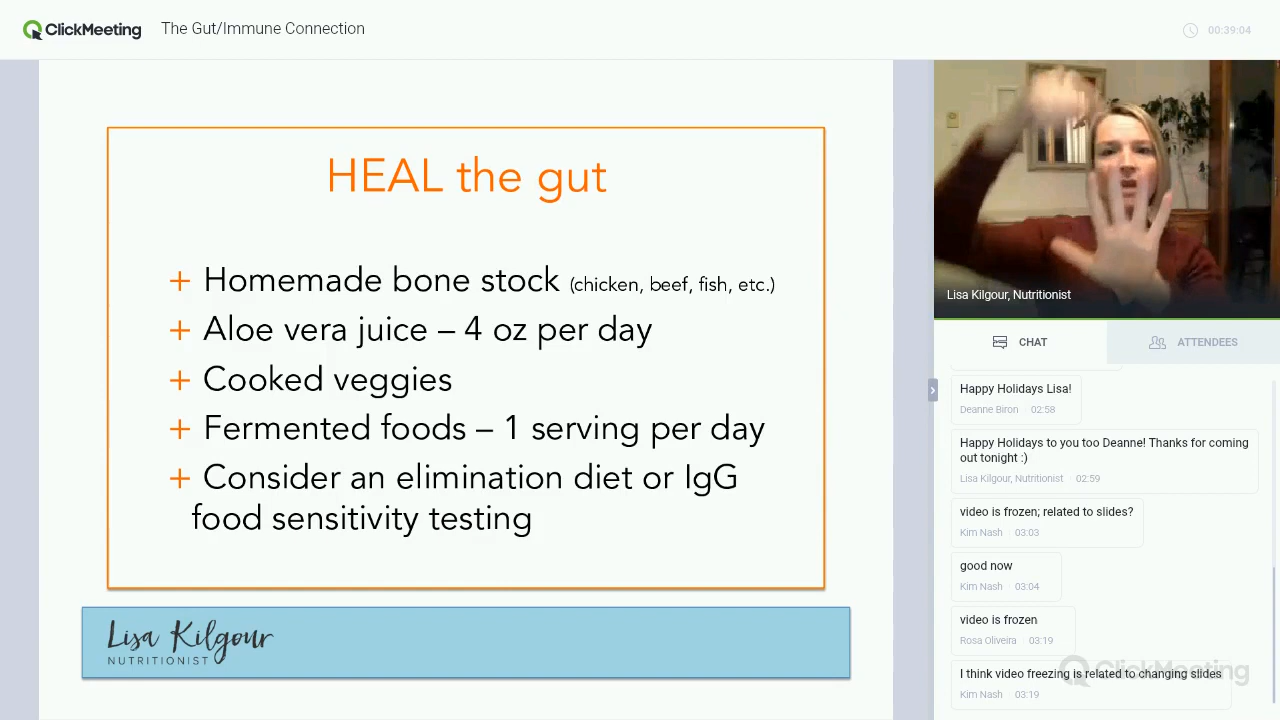 ClickMeeting
The Gut/Immune Connection
00:39:04
HEAL the gut
+ Homemade bone stock (chicken, beef, fish, etc.)
+ Aloe vera juice – 4 oz per day
+ Cooked veggies
+ Fermented foods – 1 serving per day
+ Consider an elimination diet or IgG
food sensitivity testing
Lisa Kilgour
NUTRITIONIST
Lisa Kilgour, Nutritionist
CHAT
ATTENDEES
Happy Holidays Lisa!
Deanne Biron 02:58
Happy Holidays to you too Deanne! Thanks for coming
out tonight :)
Lisa Kilgour, Nutritionist 02:59
video is frozen; related to slides?
Kim Nash 03:03
good now
Kim Nash 03:04
video is frozen
Rosa Oliveira 03:19
I think video freezing is related to changing slides
Kim Nash 03:19
ClickMeeting